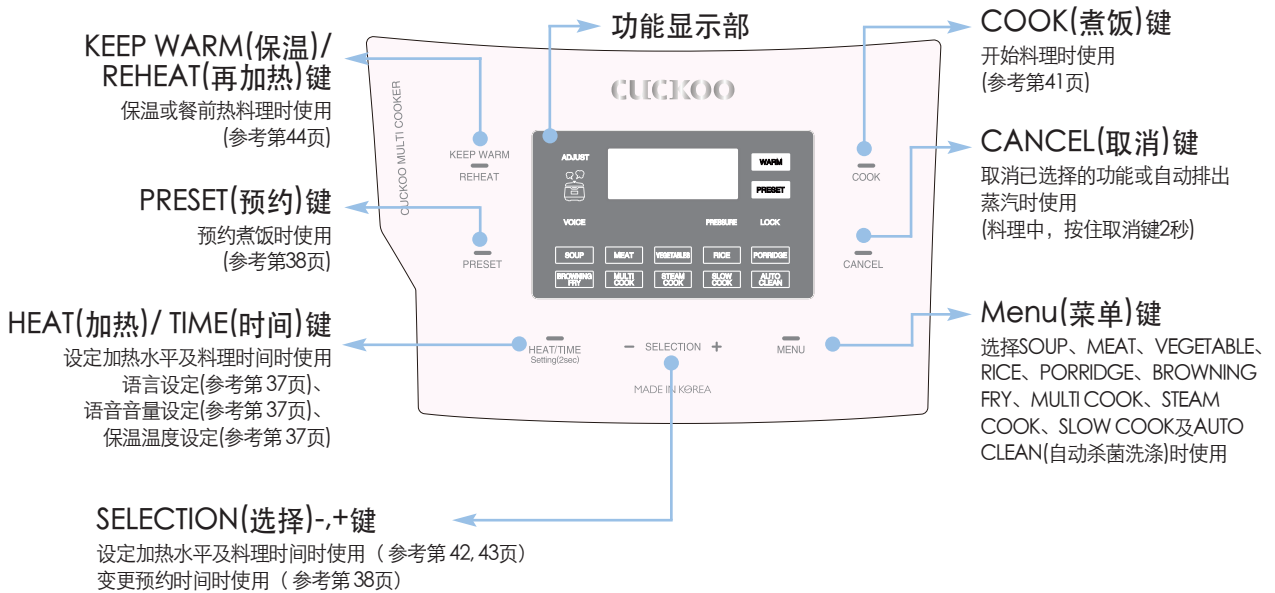 功能显示部
KEEP WARM(保温)/
REHEAT(再加热)键
保温或餐前热料理时使用
(参考第44页)
PRESET(预约)键
预约煮饭时使用
(参考第38页)
HEAT(加热)/ TIME(时间)键
设定加热水平及料理时间时使用
语言设定(参考第37页)、
语音音量设定(参考第37页)、
保温温度设定(参考第37页)
CUCKOO MULTI COOKER
CUCKOO
KEEP WARM
REHEAT
PRESET
ADJUST
WARM
PRESET
VOICE
PRESSURE
LOCK
SOUP
MEAT
VEGETABLES
RICE
PORRIDGE
BROWNING
FRY
MULTI
COOK
STEAM
COOK
SLOW
COOK
AUTO
CLEAN
COOK
CANCEL
HEAT/TIME
Setting(2sec)
− SELECTION +
MENU
MADE IN KOREA
COOK(煮饭)键
开始料理时使用
(参考第41页)
CANCEL(取消)键
取消已选择的功能或自动排出
蒸汽时使用
(料理中，按住取消键2秒)
Menu(菜单)键
选择SOUP、MEAT、VEGETABLE、
RICE、PORRIDGE、BROWNING
FRY、MULTI COOK、STEAM
COOK、SLOW COOK及AUTO
CLEAN(自动杀菌洗涤)时使用
SELECTION(选择)-,+键
设定加热水平及料理时间时使用（参考第42, 43页）
变更预约时间时使用（参考第38页）